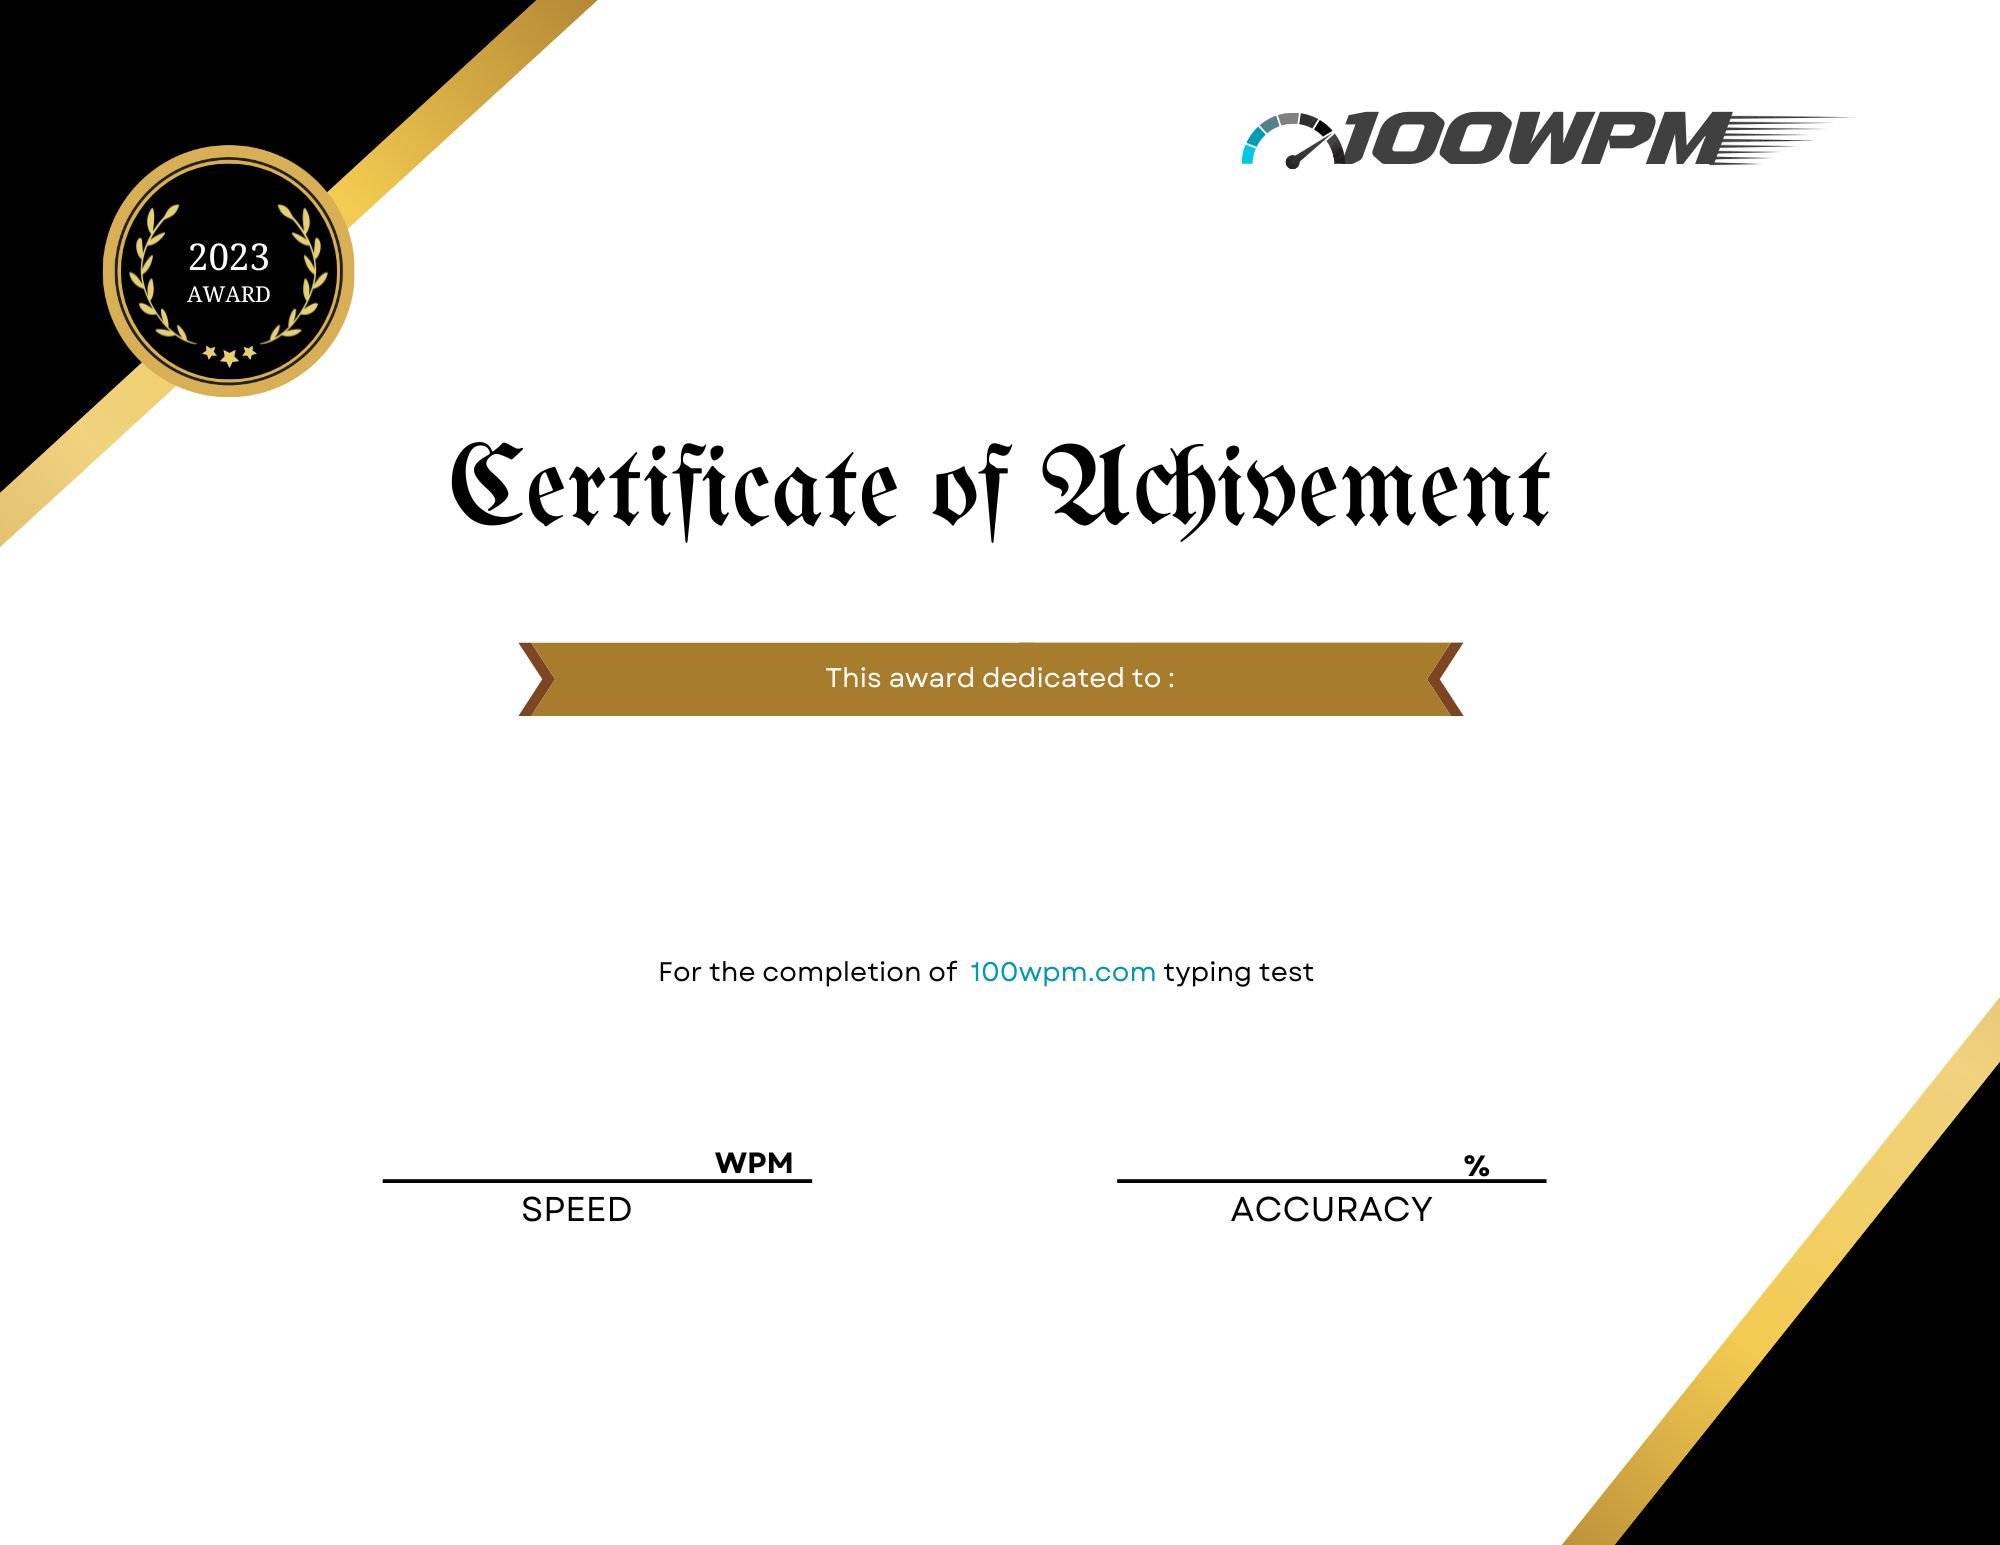 100WPM
2023
AWARD
Certificate of Achivement
This award dedicated to :
For the completion of 100wpm.com typing test
WPM
%
SPEED
ACCURACY